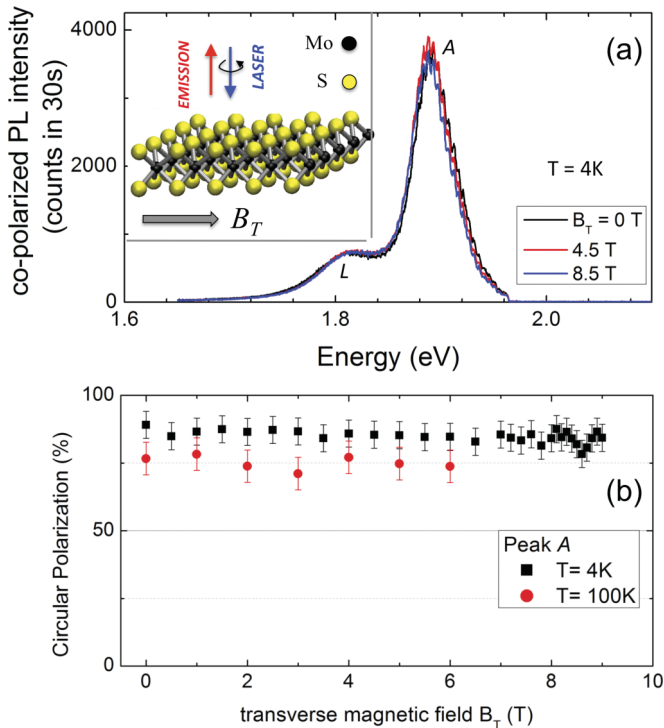 co-polarized PL intensity
(counts in 30s)
4000
2000
0
EMISSION
LASER
Mo
S
B_T
(a)
A
T = 4K
B_T = 0 T
4.5 T
8.5 T
L
1.6 1.8 2.0
Energy (eV)
Circular Polarization (%)
100
75
50
25
0
(b)
Peak A
T= 4K
T= 100K
0 2 4 6 8 10
transverse magnetic field B_T (T)